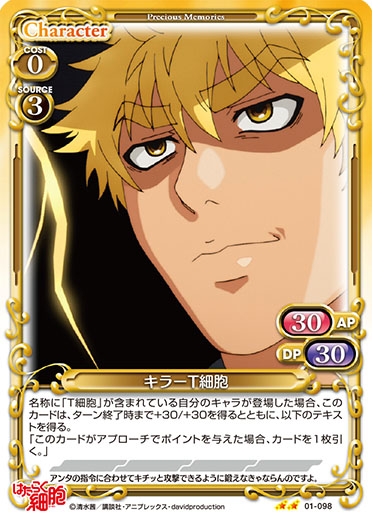 Precious Memories
Character
COST
0
SOURCE
3
30 AP
DP 30
キラーT細胞
名称に「T細胞」が含まれている自分のキャラが登場した場合、この
カードは、ターン終了時まで+30/+30を得るとともに、以下のテキス
トを得る。
「このカードがアプローチでポイントを与えた場合、カードを1枚引
く。」
アンタの指令に合わせてキチッと攻撃できるように鍛えなきゃならんのですよ。
はたらく細胞
©清水茜/講談社・アニプレックス・davidproduction
01-098